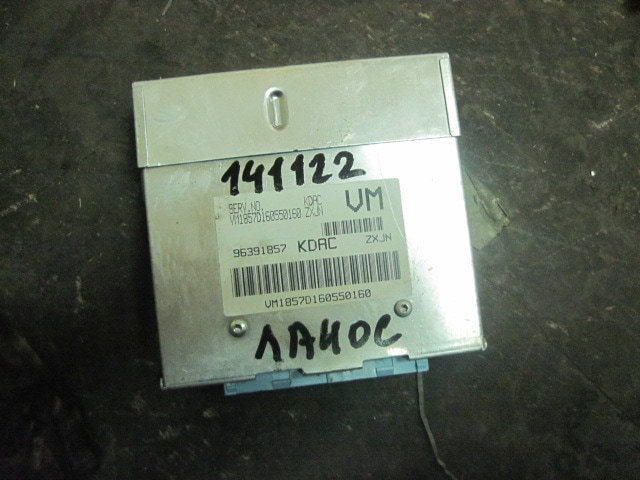 141122
SERV.NO. KDAC VM
VM1857D160550160 ZXJN
96391857 KDAC ZXJN
VM1857D160550160
ЛАНОС